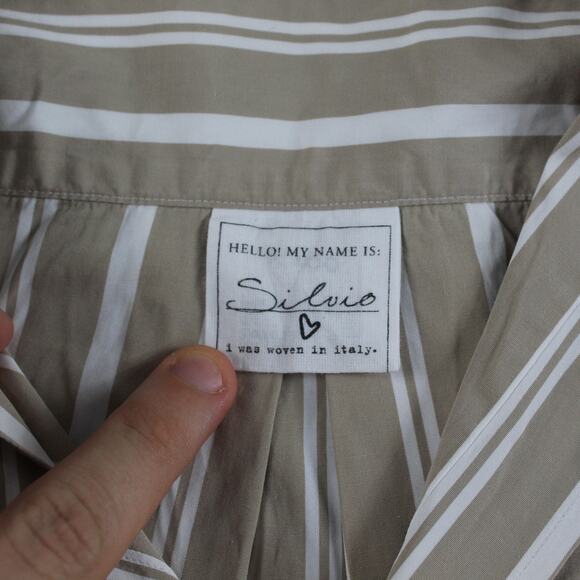 HELLO! MY NAME IS:
Silvio
i was woven in italy.